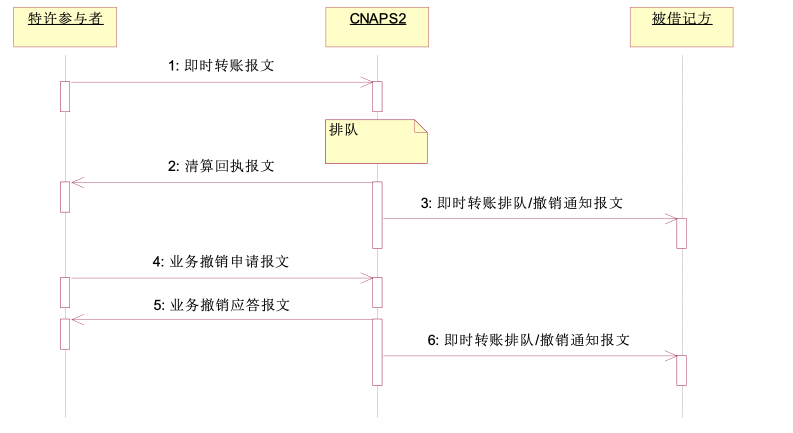 特许参与者
CNAPS2
被借记方
1: 即时转账报文
排队
2: 清算回执报文
3: 即时转账排队/撤销通知报文
4: 业务撤销申请报文
5: 业务撤销应答报文
6: 即时转账排队/撤销通知报文